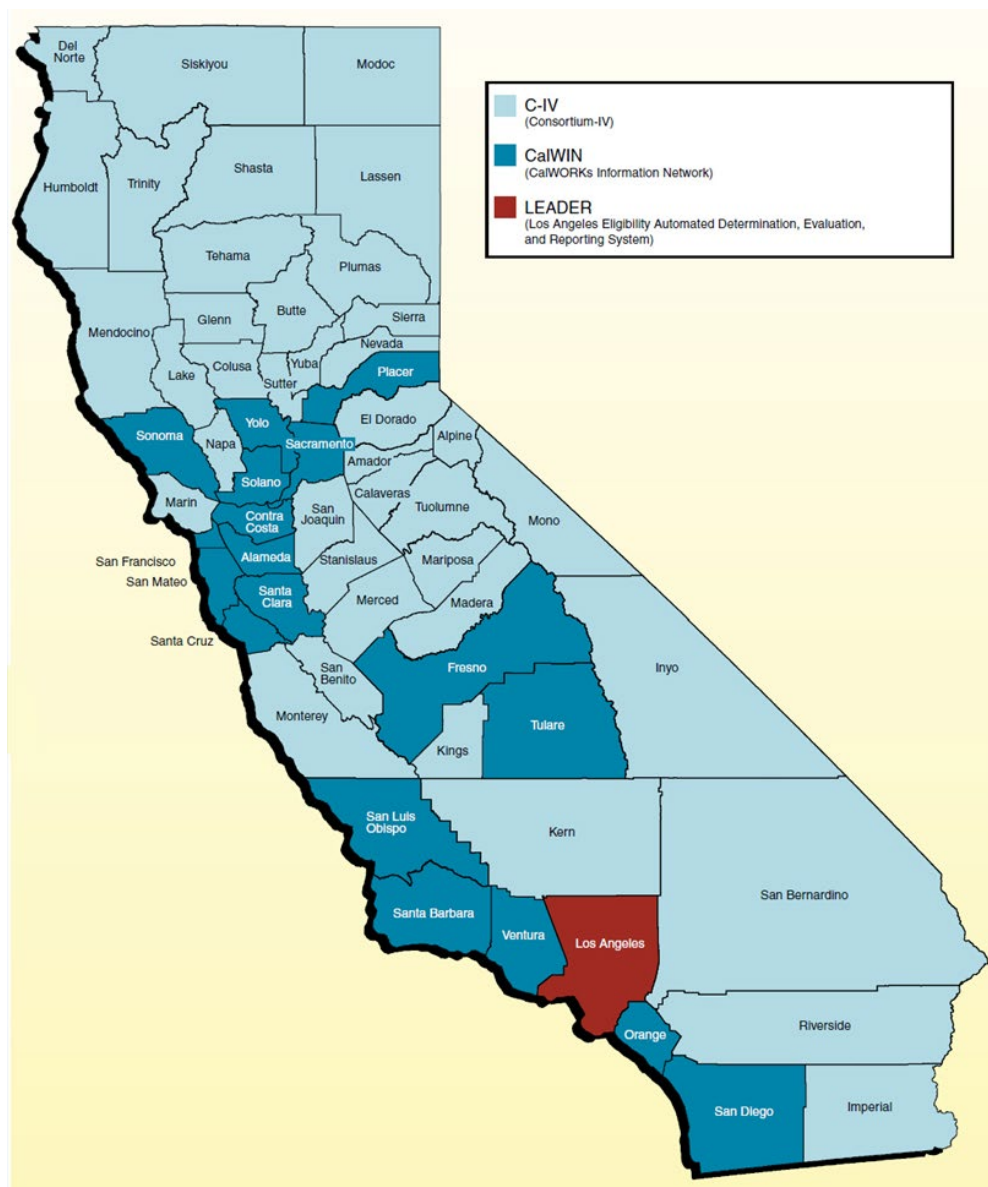 Del
Norte
Siskiyou
Modoc
C-IV
(Consortium-IV)
CalWIN
(CalWORKs Information Network)
LEADER
(Los Angeles Eligibility Automated Determination, Evaluation,
and Reporting System)
Humboldt
Trinity
Shasta
Lassen
Tehama
Plumas
Mendocino
Glenn
Butte
Sierra
Nevada
Lake
Colusa
Yuba
Sutter
Placer
Sonoma
Napa
Yolo
Sacramento
El Dorado
Alpine
Amador
Solano
Marin
Contra
Costa
San
Joaquin
Calaveras
Tuolumne
Mono
San Francisco
Alameda
Stanislaus
Mariposa
San Mateo
Santa
Clara
Merced
Madera
Santa Cruz
San
Benito
Fresno
Inyo
Monterey
Kings
Tulare
San Luis
Obispo
Kern
San Bernardino
Santa Barbara
Ventura
Los Angeles
Orange
Riverside
San Diego
Imperial